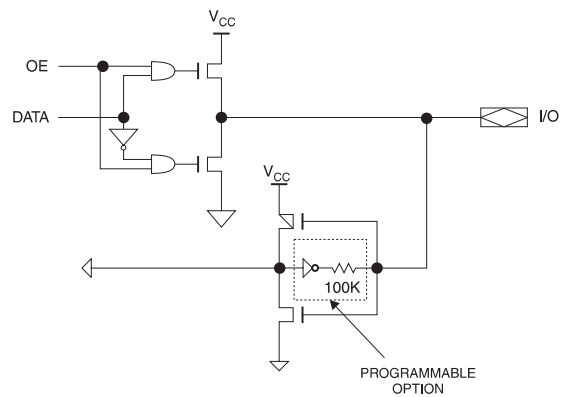 VCC
OE
DATA
I/O
VCC
100K
PROGRAMMABLE
OPTION